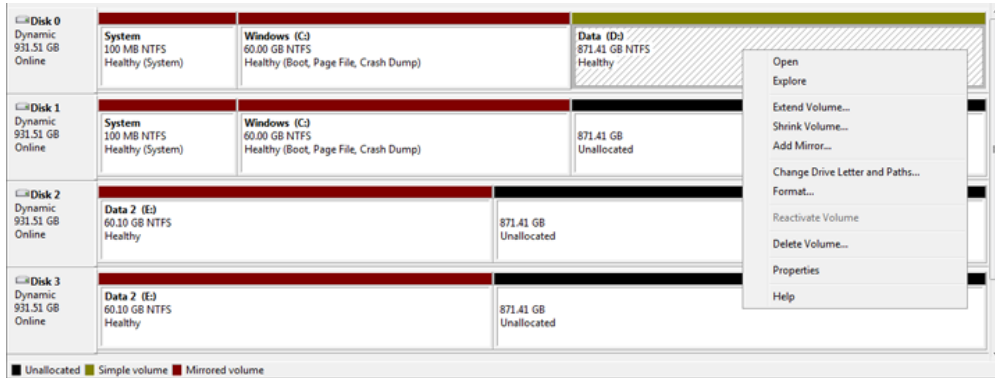 Disk 0
Dynamic
931.51 GB
Online
System
100 MB NTFS
Healthy (System)
Windows (C:)
60.00 GB NTFS
Healthy (Boot, Page File, Crash Dump)
Data (D:)
871.41 GB NTFS
Healthy
Disk 1
Dynamic
931.51 GB
Online
System
100 MB NTFS
Healthy (System)
Windows (C:)
60.00 GB NTFS
Healthy (Boot, Page File, Crash Dump)
871.41 GB
Unallocated
Disk 2
Dynamic
931.51 GB
Online
Data 2 (E:)
60.10 GB NTFS
Healthy
871.41 GB
Unallocated
Disk 3
Dynamic
931.51 GB
Online
Data 2 (E:)
60.10 GB NTFS
Healthy
871.41 GB
Unallocated
Open
Explore
Extend Volume...
Shrink Volume...
Add Mirror...
Change Drive Letter and Paths...
Format...
Reactivate Volume
Delete Volume...
Properties
Help
Unallocated Simple volume Mirrored volume